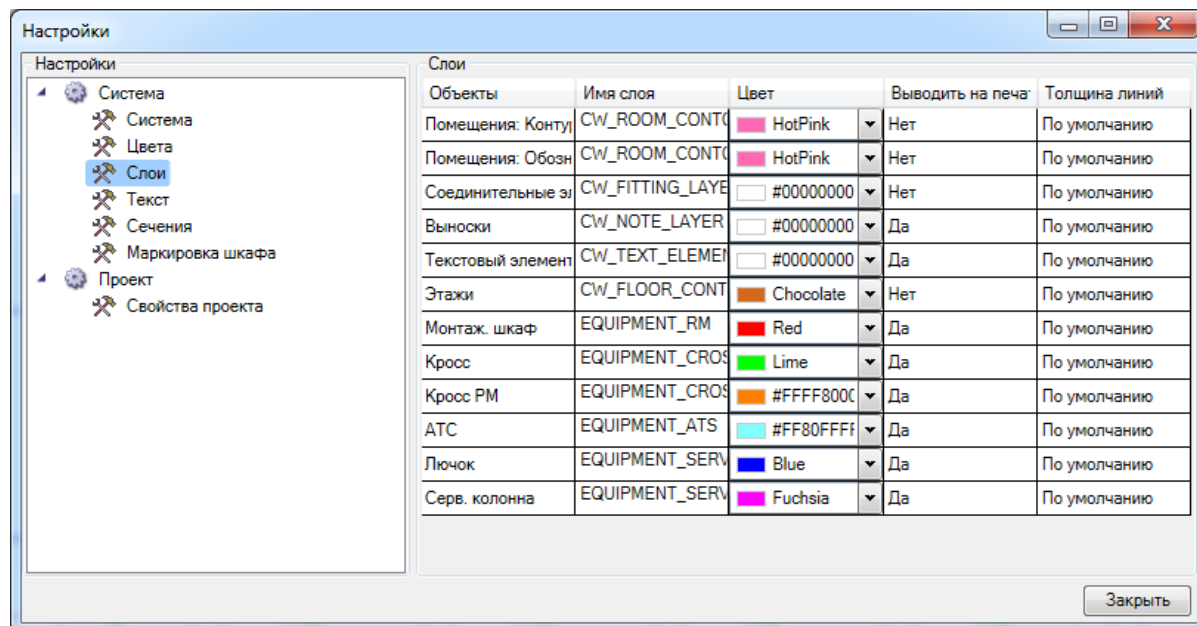 Настройки
Настройки
Система
Система
Цвета
Слои
Текст
Сечения
Маркировка шкафа
Проект
Свойства проекта
Слои
Объекты Имя слоя Цвет Выводить на печа Толщина линий
Помещения: Конту CW_ROOM_CONTO HotPink Нет По умолчанию
Помещения: Обозн CW_ROOM_CONTO HotPink Нет По умолчанию
Соединительные эл CW_FITTING_LAYE #00000000 Нет По умолчанию
Выноски CW_NOTE_LAYER #00000000 Да По умолчанию
Текстовый элемент CW_TEXT_ELEMEN #00000000 Да По умолчанию
Этажи CW_FLOOR_CONT Chocolate Нет По умолчанию
Монтаж. шкаф EQUIPMENT_RM Red Да По умолчанию
Кросс EQUIPMENT_CROS Lime Да По умолчанию
Кросс РМ EQUIPMENT_CROS #FFFF8000 Да По умолчанию
АТС EQUIPMENT_ATS #FF80FFFF Да По умолчанию
Лючок EQUIPMENT_SERV Blue Да По умолчанию
Серв. колонна EQUIPMENT_SERV Fuchsia Да По умолчанию
Закрыть